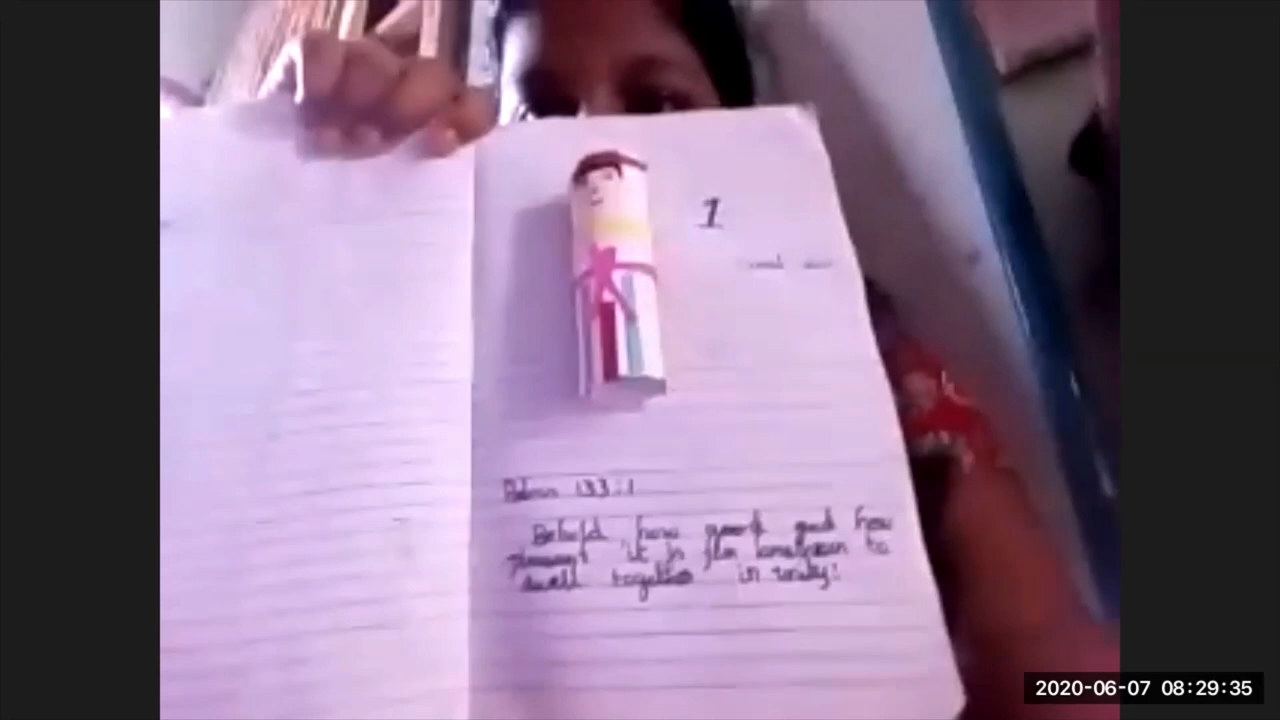 1
Psalms 133:1
Behold, how good and how
pleasant it is for brethren to
dwell together in unity!
2020-06-07 08:29:35